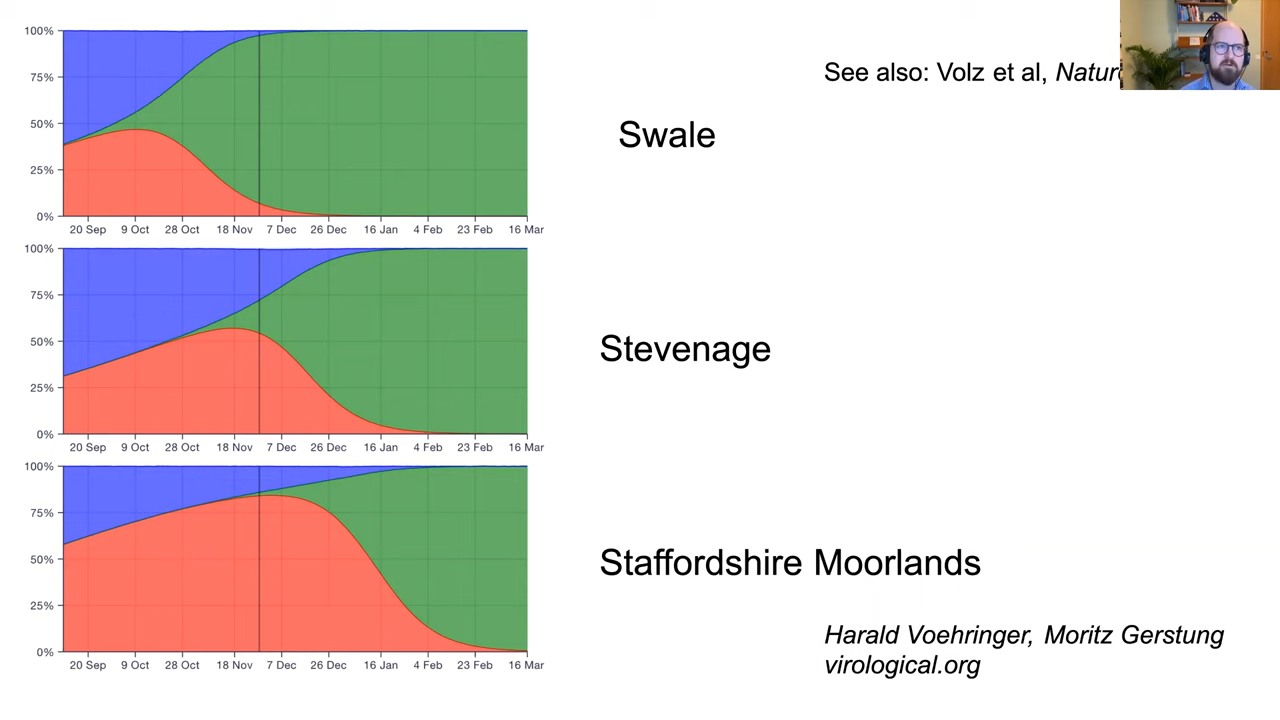 100%
75%
50%
25%
0%
20 Sep 9 Oct 28 Oct 18 Nov 7 Dec 26 Dec 16 Jan 4 Feb 23 Feb 16 Mar
See also: Volz et al,
Swale
100%
75%
50%
25%
0%
20 Sep 9 Oct 28 Oct 18 Nov 7 Dec 26 Dec 16 Jan 4 Feb 23 Feb 16 Mar
Stevenage
100%
75%
50%
25%
0%
20 Sep 9 Oct 28 Oct 18 Nov 7 Dec 26 Dec 16 Jan 4 Feb 23 Feb 16 Mar
Staffordshire Moorlands
Harald Voehringer, Moritz Gerstung
virological.org